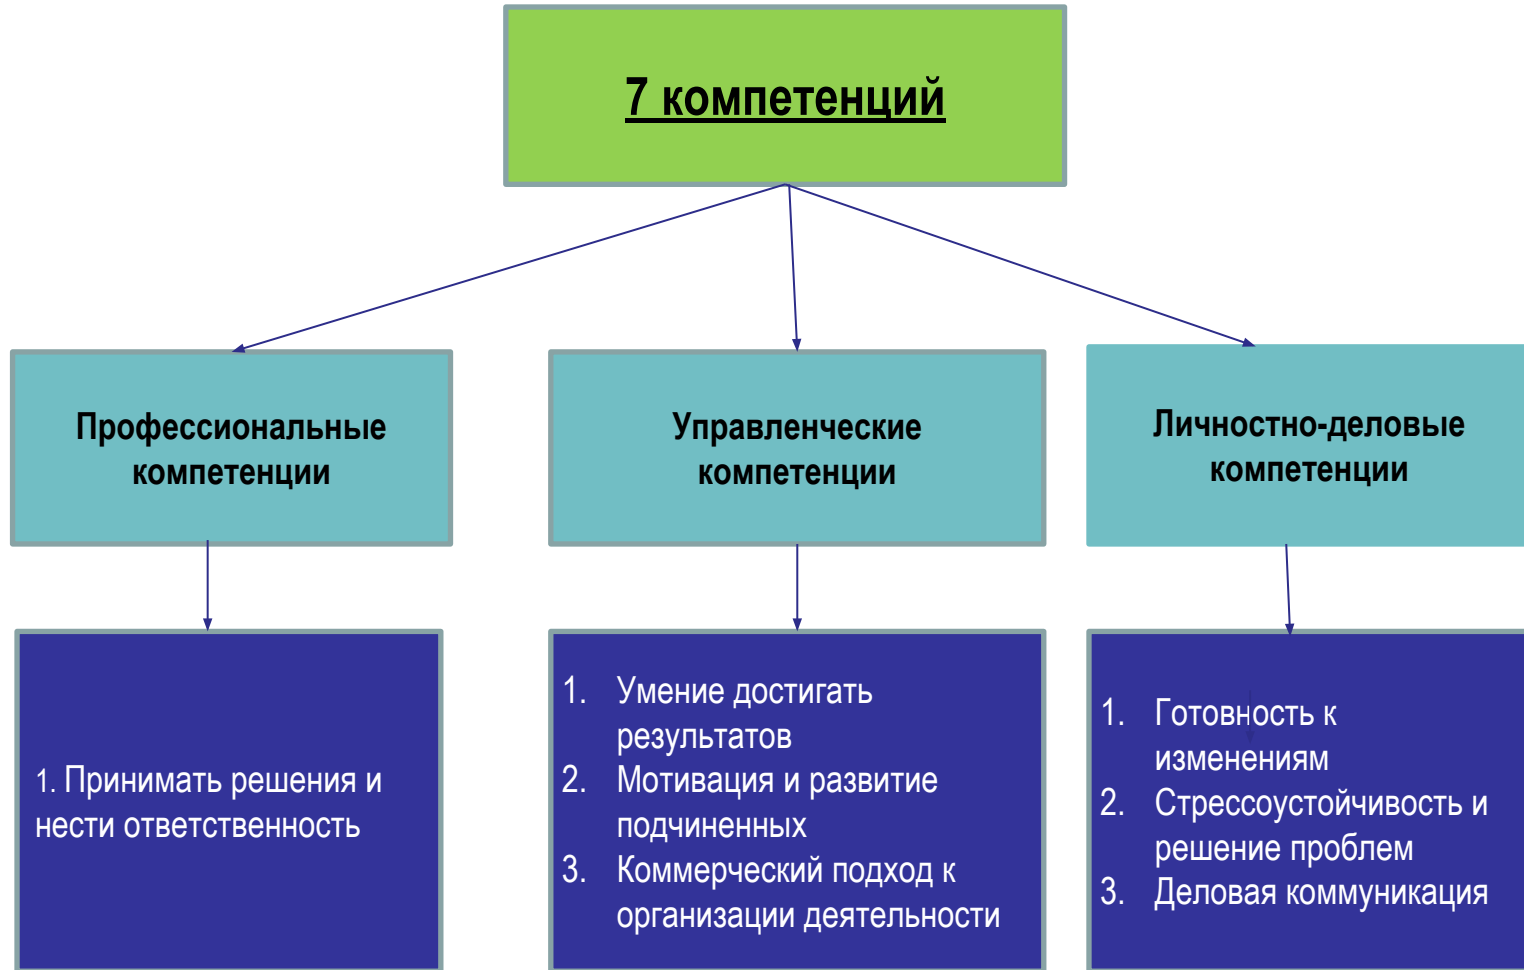 7 компетенций
Профессиональные
компетенции
Управленческие
компетенции
Личностно-деловые
компетенции
1. Принимать решения и
нести ответственность
1. Умение достигать
результатов
2. Мотивация и развитие
подчиненных
3. Коммерческий подход к
организации деятельности
1. Готовность к
изменениям
2. Стрессоустойчивость и
решение проблем
3. Деловая коммуникация